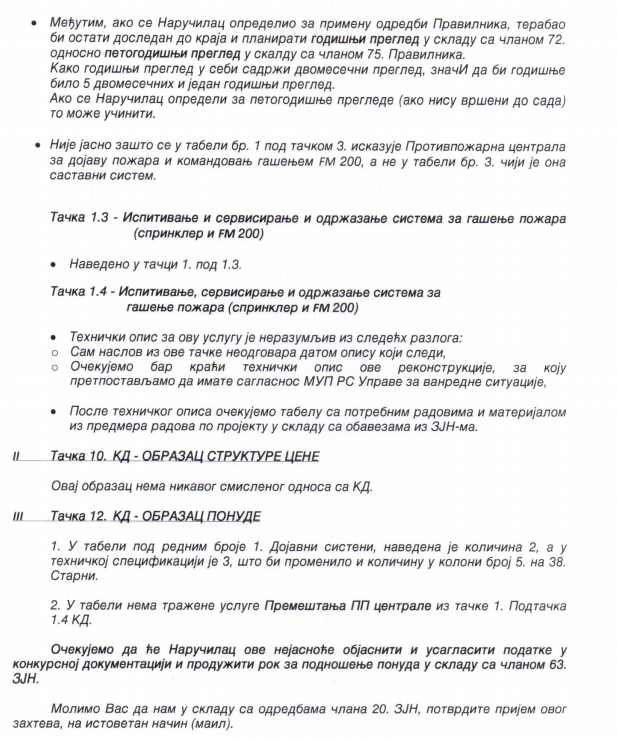 • Међутим, ако се Наручилац определио за примену одредби Правилника, терабао
би остати доследан до краја и планирати годишњи преглед у складу са чланом 72.
односно петогодишњи преглед у скалду са чланом 75. Правилника.
Како годишњи преглед у себи садржи двомесечни преглед, значИ да би годишње
било 5 двомесечних и један годишњи преглед.
Ако се Наручилац определи за петогодишње прегледе (ако нису вршени до сада)
то може учинити.
• Није јасно зашто се у табели бр. 1 под тачком 3. исказује Противпожарна централа
за дојаву пожара и командовањ гашењем FM 200, а не у табели бр. 3. чији је она
саставни систем.
Тачка 1.3 - Испитивање и сервисирање и одржазање система за гашење пожара
(спринклер и FM 200)
• Наведено у тачци 1. под 1.3.
Тачка 1.4 - Испитивање, сервисирање и одржазање система за
гашење пожара (спринклер и FM 200)
• Технички опис за ову услугу је неразумљив из следећх разлога:
○ Сам наслов из ове тачке неодговара датом опису који следи,
○ Очекујемо бар краћи технички опис ове реконструкције, за коју
претпостављамо да имате сагласнос МУП РС Управе за ванредне ситуације,
• После техничког описа очекујемо табелу са потребним радовима и материјалом
из предмера радова по пројекту у складу са обавезама из ЗЈН-ма.
II Тачка 10. КД - ОБРАЗАЦ СТРУКТУРЕ ЦЕНЕ
Овај образац нема никавог смисленог односа са КД.
III Тачка 12. КД - ОБРАЗАЦ ПОНУДЕ
1. У табели под редним броје 1. Дојавни систени, наведена је количина 2, а у
техничкој спецификацији је 3, што би променило и количину у колони број 5. на 38.
Старни.
2. У табели нема тражене услуге Премештања ПП централе из тачке 1. Подтачка
1.4 КД.
Очекујемо да ће Наручилац ове нејасноће објаснити и усагласити податке у
конкурсној документацији и продужити рок за подношење понуда у складу са чланом 63.
ЗЈН.
Молимо Вас да нам у складу са одредбама члана 20. ЗЈН, потврдите пријем овог
захтева, на истоветан начин (маил).